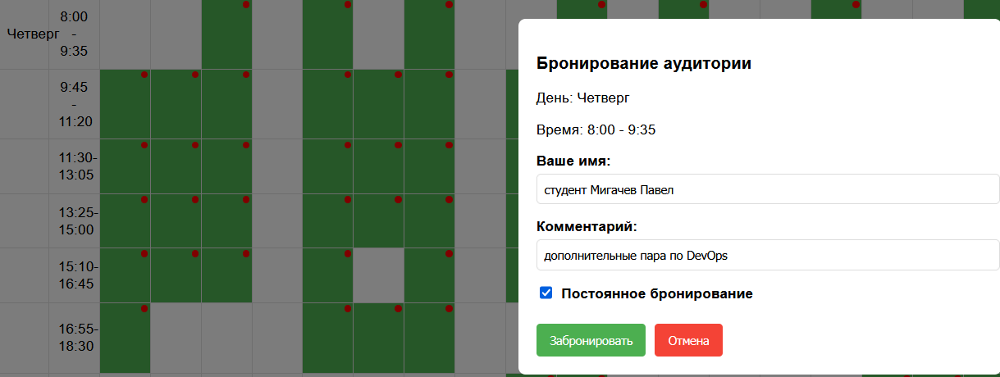 Четверг
8:00
-
9:35
9:45
-
11:20
11:30-
13:05
13:25-
15:00
15:10-
16:45
16:55-
18:30
Бронирование аудитории
День: Четверг
Время: 8:00 - 9:35
Ваше имя:
студент Мигачев Павел
Комментарий:
дополнительные пара по DevOps
Постоянное бронирование
Забронировать
Отмена